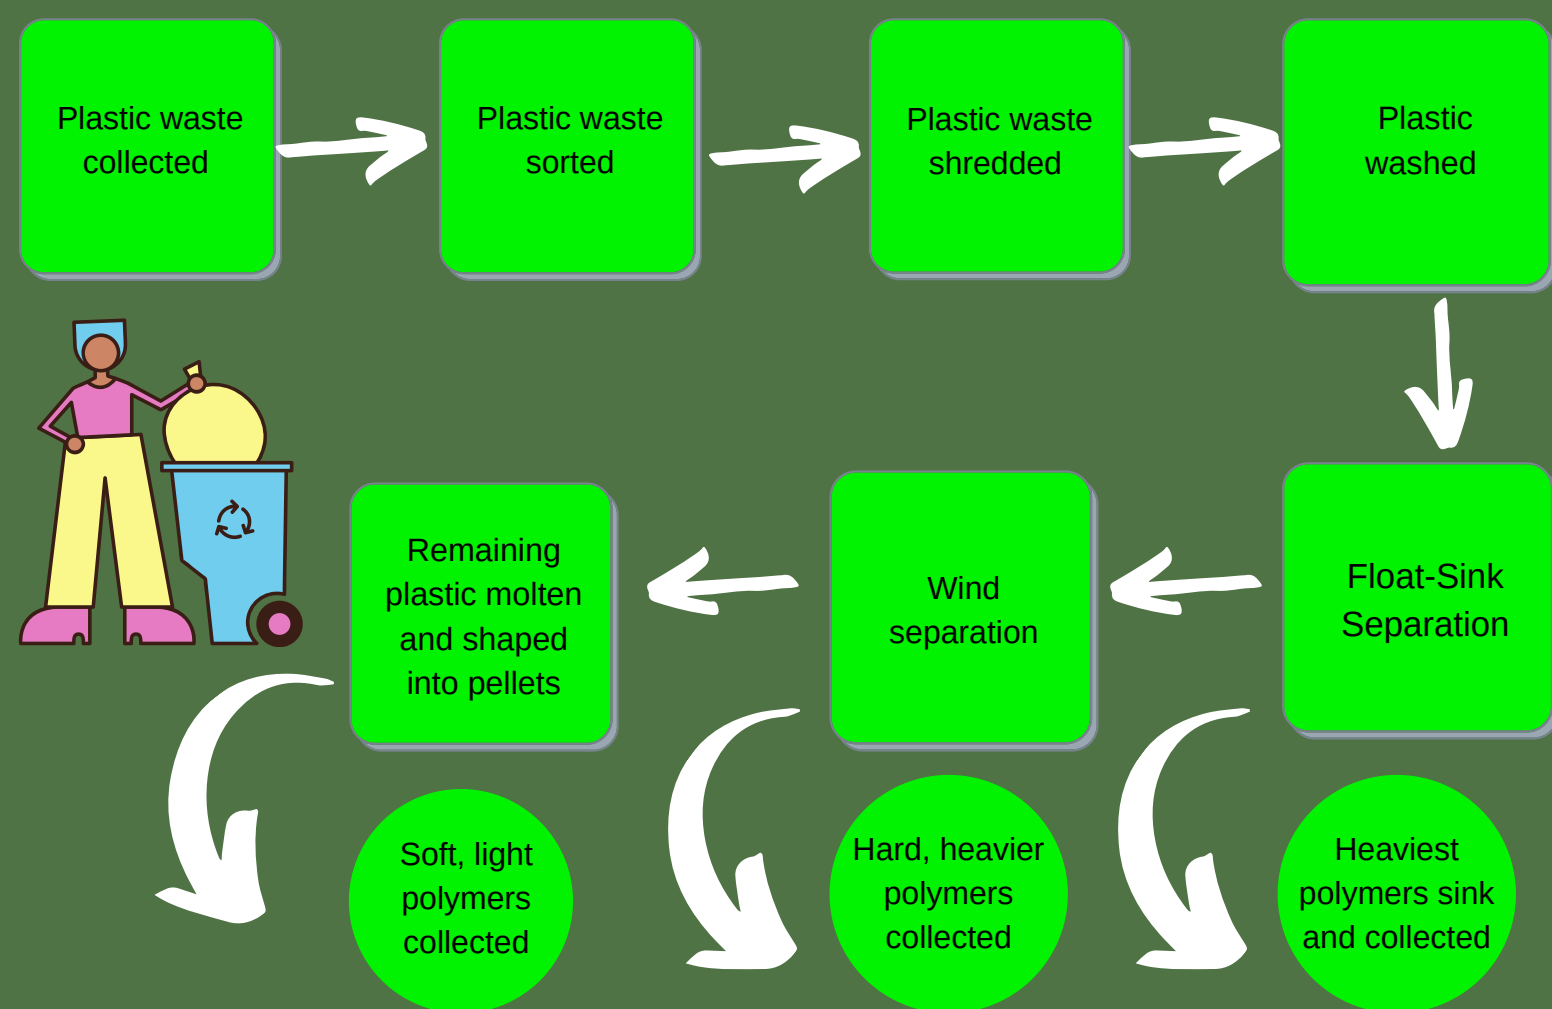 Plastic waste
collected
Plastic waste
sorted
Plastic waste
shredded
Plastic
washed
Float-Sink
Separation
Wind
separation
Remaining
plastic molten
and shaped
into pellets
Soft, light
polymers
collected
Hard, heavier
polymers
collected
Heaviest
polymers sink
and collected